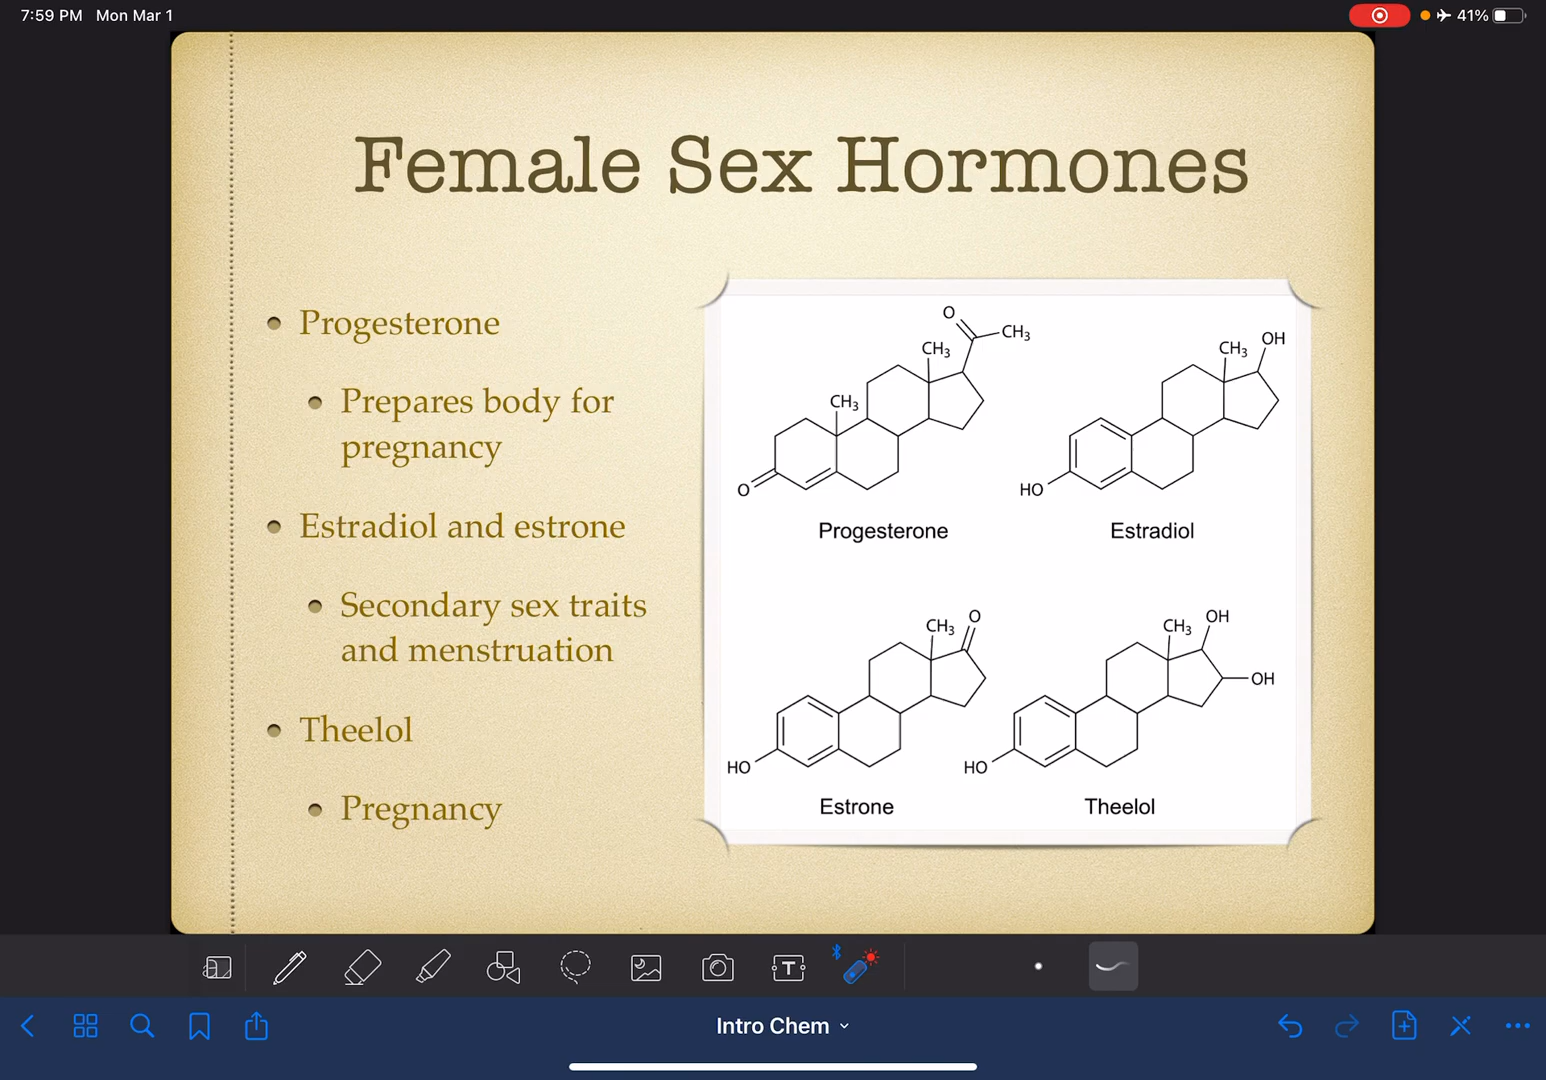 7:59 PM Mon Mar 1
41%
Female Sex Hormones
• Progesterone
• Prepares body for
pregnancy
• Estradiol and estrone
• Secondary sex traits
and menstruation
• Theelol
• Pregnancy
O
CH₃
CH₃
CH₃
O
Progesterone
OH
CH₃
HO
Estradiol
O
CH₃
HO
Estrone
OH
CH₃
OH
HO
Theelol
T
Intro Chem